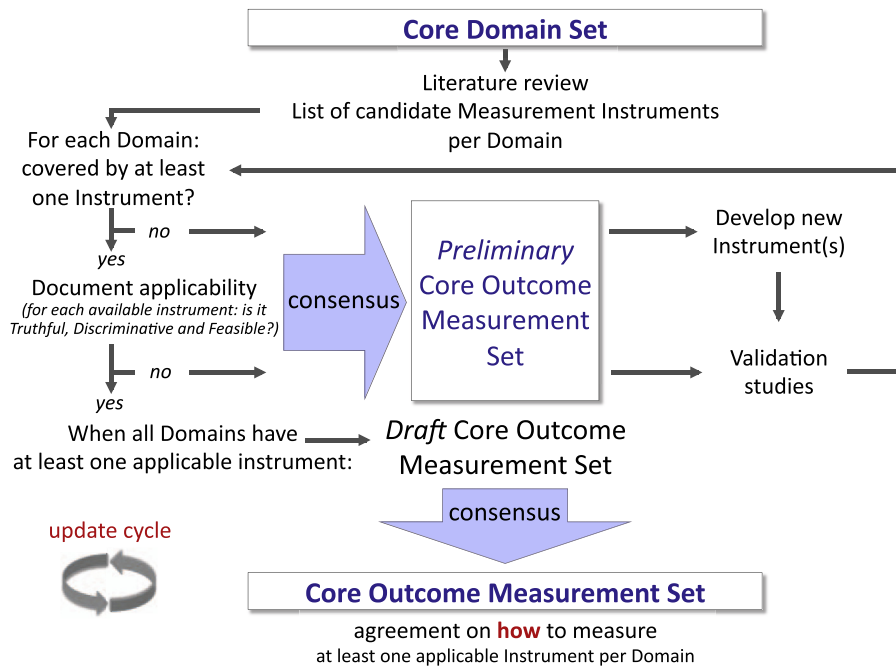 Core Domain Set
Literature review
List of candidate Measurement Instruments
per Domain
For each Domain:
covered by at least
one Instrument?
no
yes
Document applicability
(for each available instrument: is it
Truthful, Discriminative and Feasible?)
no
yes
When all Domains have
at least one applicable instrument:
consensus
Preliminary
Core Outcome
Measurement
Set
Develop new
Instrument(s)
Validation
studies
Draft Core Outcome
Measurement Set
consensus
update cycle
Core Outcome Measurement Set
agreement on how to measure
at least one applicable Instrument per Domain